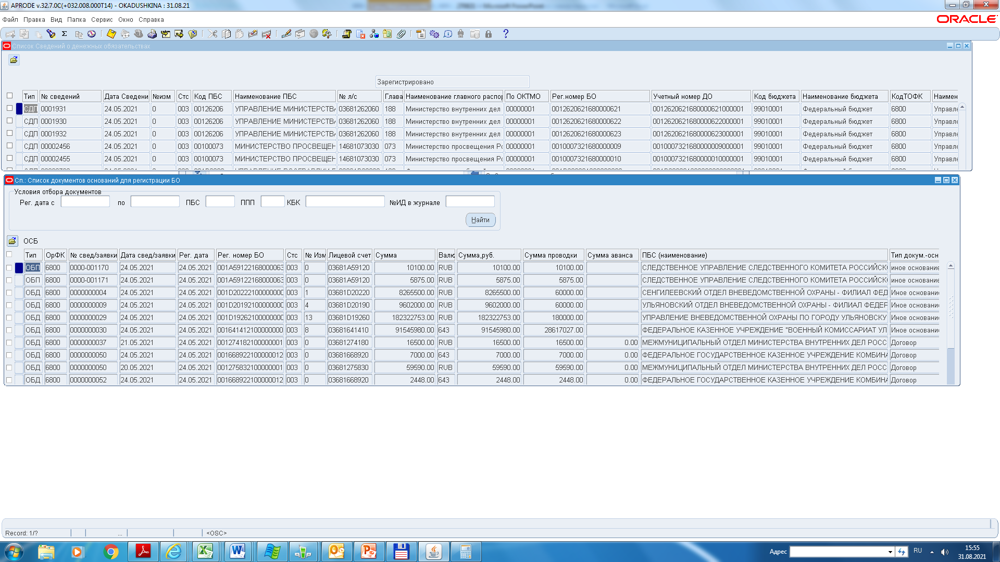 APRODE v.32.7.0C(+032.008.000T14) - OKADUSHKINA : 31.08.21
Файл Правка Вид Папка Сервис Окно Справка
ORACLE
Список Сведений о денежных обязательствах
Зарегистрировано
Тип № сведений Дата Сведени №изм Стс Код ПБС Наименование ПБС № л/с Глава Наименование главного распор По ОКТМО Рег.номер БО Учетный номер ДО Код бюджета Наименование бюджета КодТОФК Наимен
СДП 0001931 24.05.2021 0 003 00126206 УПРАВЛЕНИЕ МИНИСТЕРСТВА 03681262060 188 Министерство внутренних дел 00000001 0012620621680000621 0012620621680000621000001 99010001 Федеральный бюджет 6800 Управле
СДП 0001930 24.05.2021 0 003 00126206 УПРАВЛЕНИЕ МИНИСТЕРСТВА 03681262060 188 Министерство внутренних дел 00000001 0012620621680000622 0012620621680000622000001 99010001 Федеральный бюджет 6800 Управле
СДП 0001932 24.05.2021 0 003 00126206 УПРАВЛЕНИЕ МИНИСТЕРСТВА 03681262060 188 Министерство внутренних дел 00000001 0012620621680000623 0012620621680000623000001 99010001 Федеральный бюджет 6800 Управле
СДП 00002456 24.05.2021 0 003 00100073 МИНИСТЕРСТВО ПРОСВЕЩЕН 14681073030 073 Министерство просвещения Рс 00000001 0010007321680000009 0010007321680000009000001 99010001 Федеральный бюджет 6800 Управле
СДП 00002455 24.05.2021 0 003 00100073 МИНИСТЕРСТВО ПРОСВЕЩЕН 14681073030 073 Министерство просвещения Рс 00000001 0010007321680000010 0010007321680000010000001 99010001 Федеральный бюджет 6800 Управле
Сп.: Список документов оснований для регистрации БО
Условия отбора документов
Рег. дата с по ПБС ППП КБК №ИД в журнале
Найти
ОСБ
Тип ОрФК № свед/заявки Дата свед/заявки Рег. дата Рег. номер БО Стс № Изм Лицевой счет Сумма Валю Сумма,руб. Сумма проводки Сумма аванса ПБС (наименование) Тип докум.-осн
ОБП 6800 0000-001170 24.05.2021 24.05.2021 001A5912216800006З 003 0 03681A59120 10100.00 RUB 10100.00 10100.00 СЛЕДСТВЕННОЕ УПРАВЛЕНИЕ СЛЕДСТВЕННОГО КОМИТЕТА РОССИЙСК иное основание
ОБП 6800 0000-001171 24.05.2021 24.05.2021 001A59122168000063 003 0 03681A59120 5875.00 RUB 5875.00 5875.00 СЛЕДСТВЕННОЕ УПРАВЛЕНИЕ СЛЕДСТВЕННОГО КОМИТЕТА РОССИЙСК иное основание
ОБД 6800 0000000004 24.05.2021 24.05.2021 001D20222100000000 003 1 03681D20220 8265500.00 RUB 8265500.00 60000.00 СЕНГИЛЕЕВСКИЙ ОТДЕЛ ВНЕВЕДОМСТВЕННОЙ ОХРАНЫ - ФИЛИАЛ ФЕД Иное основание
ОБД 6800 0000000009 24.05.2021 24.05.2021 001D20192100000000 003 4 03681D20190 9602000.00 RUB 9602000.00 60000.00 УЛЬЯНОВСКИЙ ОТДЕЛ ВНЕВЕДОМСТВЕННОЙ ОХРАНЫ - ФИЛИАЛ ФЕДЕР Иное основание
ОБД 6800 0000000029 24.05.2021 24.05.2021 001D19262100000000 003 13 03681D19260 182322753.00 RUB 182322753.00 180000.00 УПРАВЛЕНИЕ ВНЕВЕДОМСТВЕННОЙ ОХРАНЫ ПО ГОРОДУ УЛЬЯНОВСКУ Иное основание
ОБД 6800 0000000030 24.05.2021 24.05.2021 001641412100000000 003 8 03681641410 91545980.00 643 91545980.00 28617027.00 ФЕДЕРАЛЬНОЕ КАЗЕННОЕ УЧРЕЖДЕНИЕ "ВОЕННЫЙ КОМИССАРИАТ УЛ Иное основание
ОБД 6800 0000000037 21.05.2021 24.05.2021 001274182100000001 003 0 03681274180 16500.00 RUB 16500.00 16500.00 0.00 МЕЖМУНИЦИПАЛЬНЫЙ ОТДЕЛ МИНИСТЕРСТВА ВНУТРЕННИХ ДЕЛ РОСС Договор
ОБД 6800 0000000050 24.05.2021 24.05.2021 001668922100000012 003 0 03681668920 7000.00 643 7000.00 7000.00 0.00 ФЕДЕРАЛЬНОЕ ГОСУДАРСТВЕННОЕ КАЗЕННОЕ УЧРЕЖДЕНИЕ КОМБИНА Договор
ОБД 6800 0000000050 20.05.2021 24.05.2021 001275832100000001 003 0 03681275830 59590.00 RUB 59590.00 59590.00 0.00 МЕЖМУНИЦИПАЛЬНЫЙ ОТДЕЛ МИНИСТЕРСТВА ВНУТРЕННИХ ДЕЛ РОСС Договор
ОБД 6800 0000000052 24.05.2021 24.05.2021 001668922100000012 003 0 03681668920 2448.00 643 2448.00 2448.00 0.00 ФЕДЕРАЛЬНОЕ ГОСУДАРСТВЕННОЕ КАЗЕННОЕ УЧРЕЖДЕНИЕ КОМБИНА Договор
Record: 1/? ... <OSC>
Адрес RU 15:55
31.08.2021